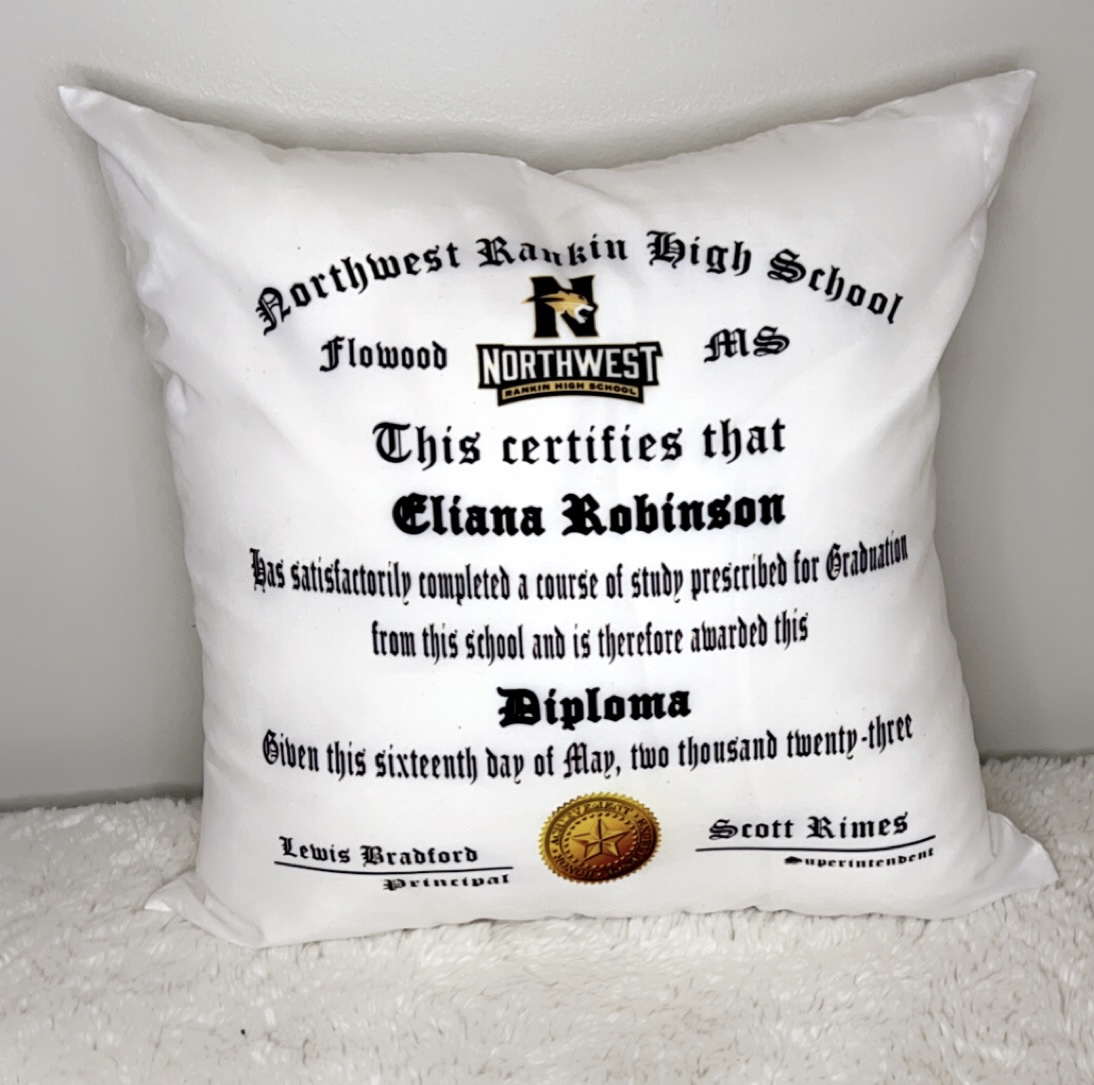 Northwest Rankin High School
N
Flowood
MS
NORTHWEST
RANKIN HIGH SCHOOL
This certifies that
Eliana Robinson
Has satisfactorily completed a course of study prescribed for Graduation
from this school and is therefore awarded this
Diploma
Given this sixteenth day of May, two thousand twenty-three
Lewis Bradford
Principal
Scott Rimes
Superintendent